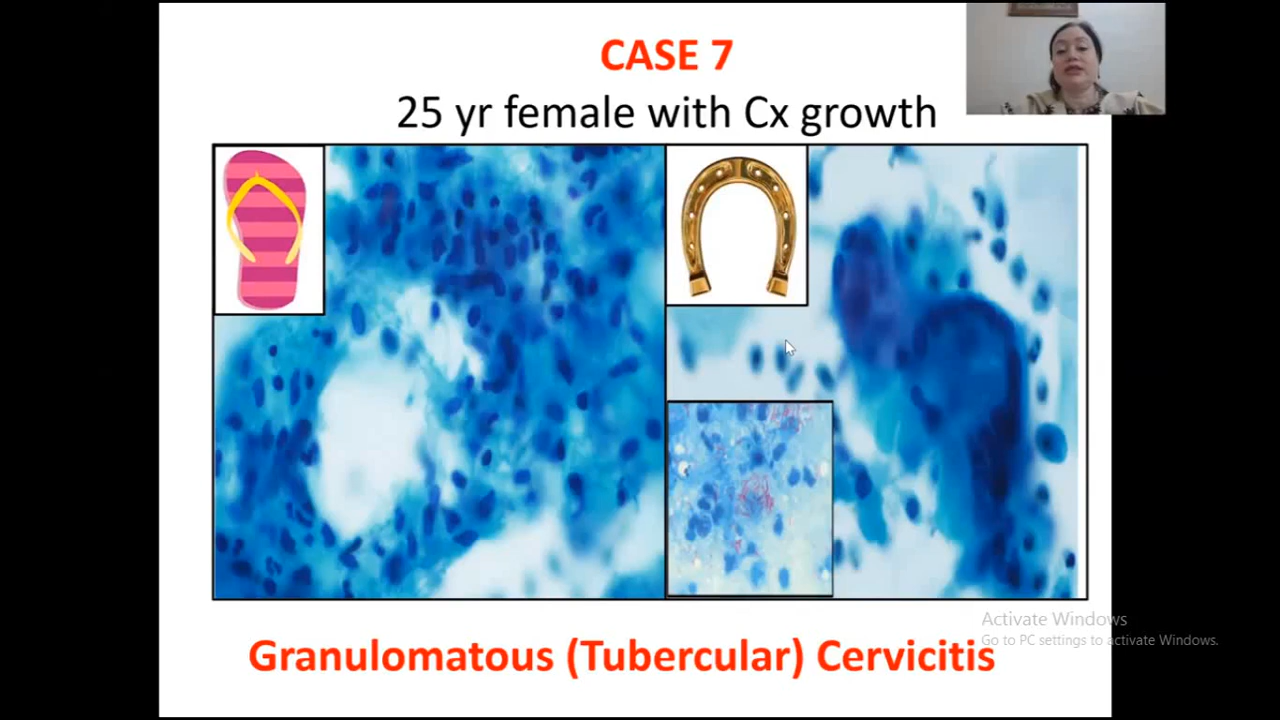 CASE 7
25 yr female with Cx growth
Granulomatous (Tubercular) Cervicitis
Activate Windows
Go to PC settings to activate Windows.